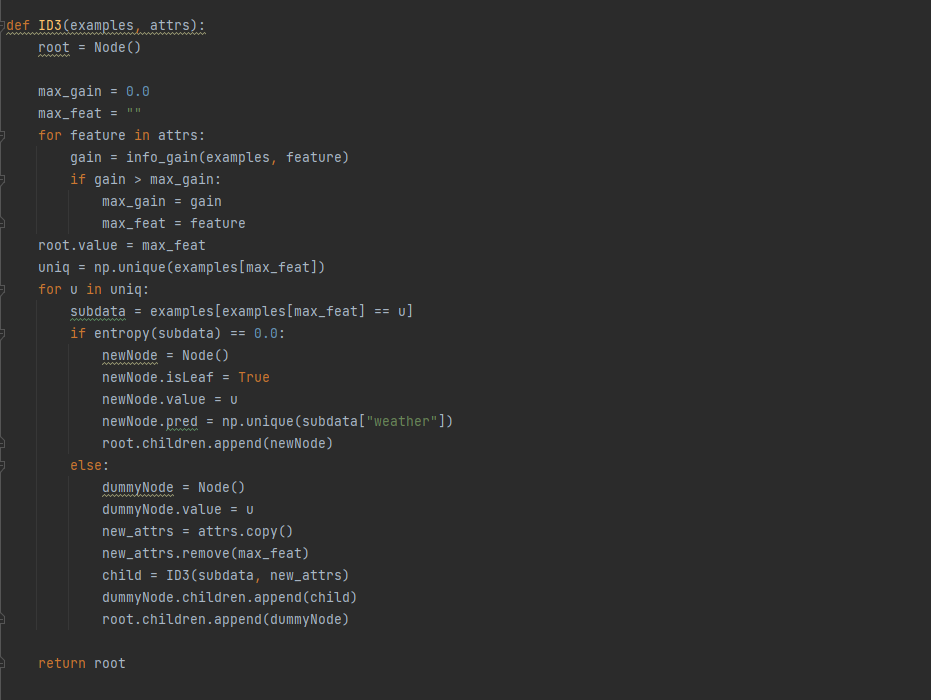 def ID3(examples, attrs):
    root = Node()

    max_gain = 0.0
    max_feat = ""
    for feature in attrs:
        gain = info_gain(examples, feature)
        if gain > max_gain:
            max_gain = gain
            max_feat = feature
    root.value = max_feat
    uniq = np.unique(examples[max_feat])
    for u in uniq:
        subdata = examples[examples[max_feat] == u]
        if entropy(subdata) == 0.0:
            newNode = Node()
            newNode.isLeaf = True
            newNode.value = u
            newNode.pred = np.unique(subdata["weather"])
            root.children.append(newNode)
        else:
            dummyNode = Node()
            dummyNode.value = u
            new_attrs = attrs.copy()
            new_attrs.remove(max_feat)
            child = ID3(subdata, new_attrs)
            dummyNode.children.append(child)
            root.children.append(dummyNode)

    return root